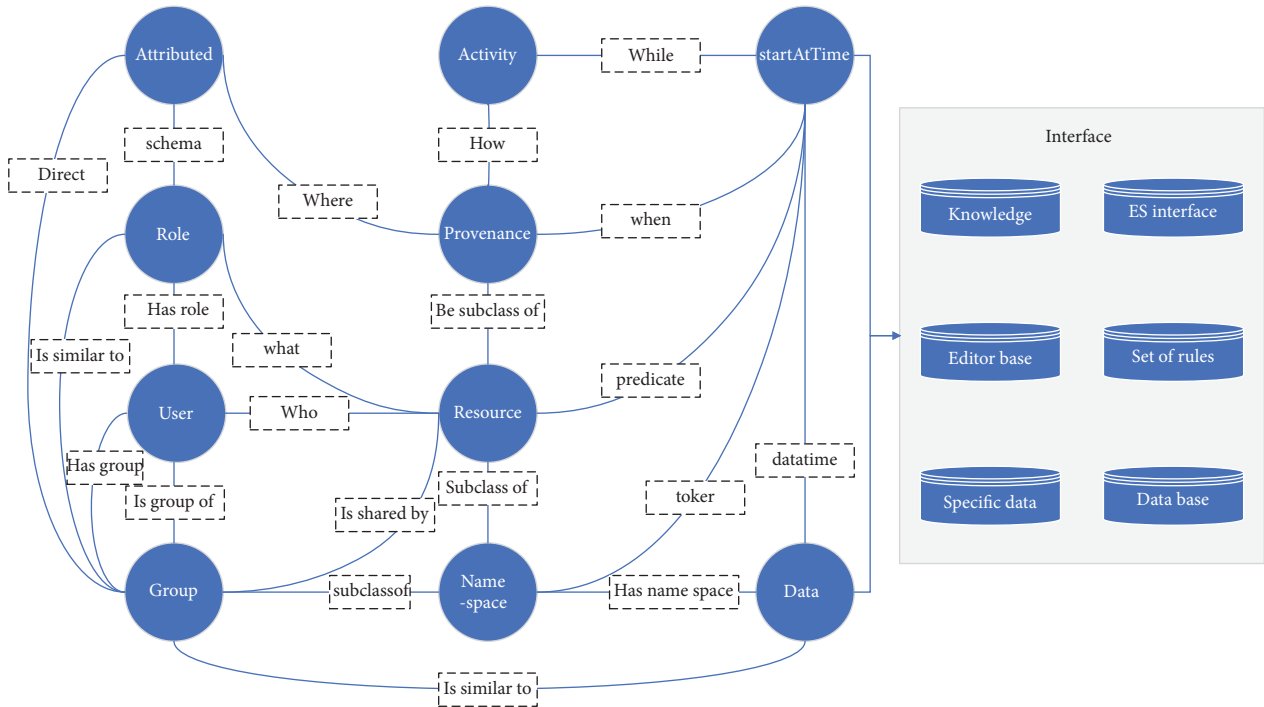 Attributed
Activity
While
startAtTime
Interface
schema
How
Direct
Where
Knowledge
ES interface
Role
Provenance
when
Has role
Be subclass of
Is similar to
what
predicate
Editor base
Set of rules
User
Who
Resource
Has group
datatime
Is group of
Subclass of
toker
Is shared by
Specific data
Data base
Group
subclassof
Name
-space
Has name space
Data
Is similar to